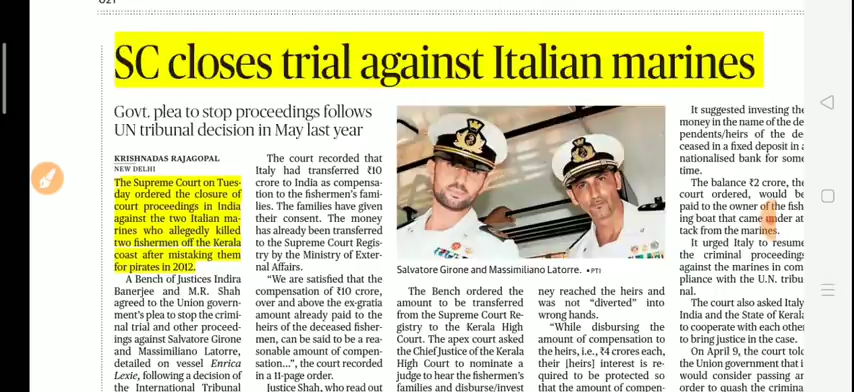 SC closes trial against Italian marines
Govt. plea to stop proceedings follows
UN tribunal decision in May last year
KRISHNADAS RAJAGOPAL
NEW DELHI
The Supreme Court on Tues-
day ordered the closure of
court proceedings in India
against the two Italian ma-
rines who allegedly killed
two fishermen off the Kerala
coast after mistaking them
for pirates in 2012.
A Bench of Justices Indira
Banerjee and M.R. Shah
agreed to the Union govern-
ment's plea to stop the crimi-
nal trial and other proceed-
ings against Salvatore Girone
and Massimiliano Latorre,
detailed on vessel Enrica
Lexie, following a decision of
the International Tribunal
The court recorded that
Italy had transferred ₹10
crore to India as compensa-
tion to the fishermen's fami-
lies. The families have given
their consent. The money
has already been transferred
to the Supreme Court Regis-
try by the Ministry of Exter-
nal Affairs.
"We are satisfied that the
compensation of ₹10 crore,
over and above the ex-gratia
amount already paid to the
heirs of the deceased fisher-
men, can be said to be a rea-
sonable amount of compen-
sation...", the court recorded
in a 11-page order.
Justice Shah, who read out
Salvatore Girone and Massimiliano Latorre. • PTI
The Bench ordered the
amount to be transferred
from the Supreme Court Re-
gistry to the Kerala High
Court. The apex court asked
the Chief Justice of the Kerala
High Court to nominate a
judge to hear the fishermen's
families and disburse/invest
ney reached the heirs and
was not "diverted" into
wrong hands.
"While disbursing the
amount of compensation to
the heirs, i.e., ₹4 crores each,
their [heirs] interest is re-
quired to be protected so
that the amount of compen-
It suggested investing the
money in the name of the de
pendents/heirs of the de
ceased in a fixed deposit in a
nationalised bank for some
time.
The balance ₹2 crore, the
court ordered, would be
paid to the owner of the fish
ing boat that came under at
tack from the marines.
It urged Italy to resume
the criminal proceedings
against the marines in com
pliance with the U.N. tribu
nal.
The court also asked Italy
India and the State of Kerala
to cooperate with each other
to bring justice in the case.
On April 9, the court told
the Union government that i
would consider passing an
order to quash the crimina